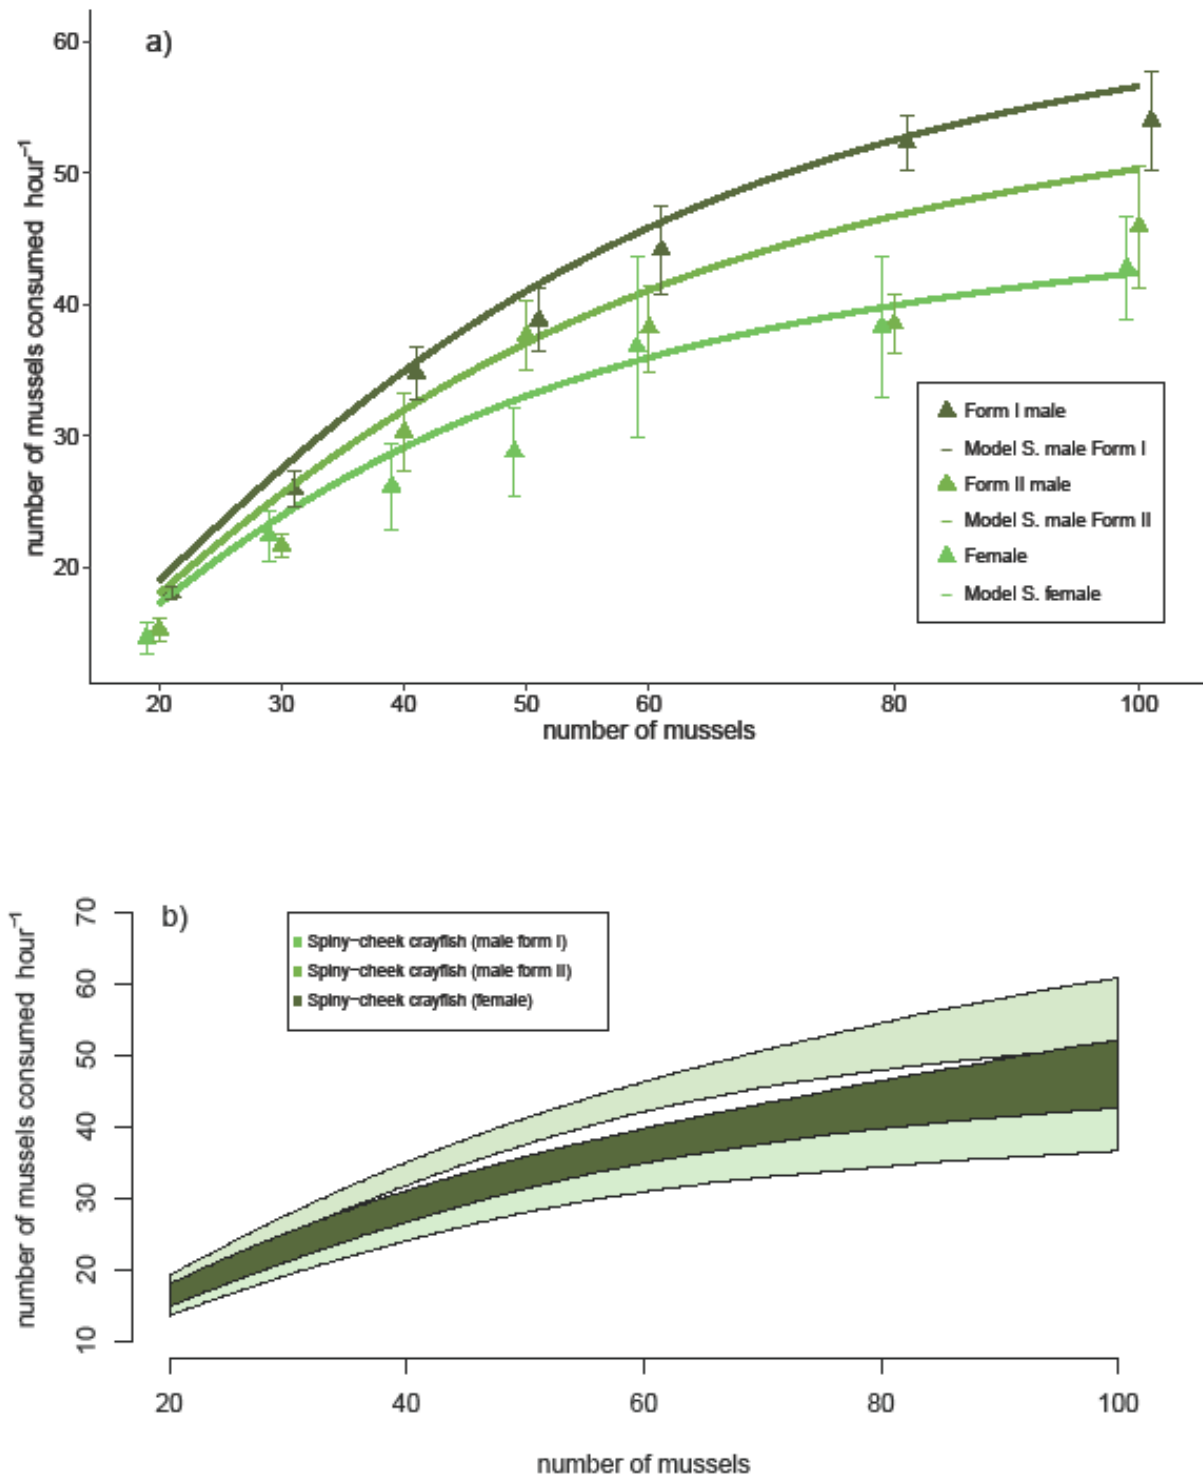 a)
60
50
40
30
20
number of mussels consumed hour⁻¹
Form I male
Model S. male Form I
Form II male
Model S. male Form II
Female
Model S. female
20 30 40 50 60 80 100
number of mussels
b)
70
60
50
40
30
20
10
number of mussels consumed hour⁻¹
Spiny-cheek crayfish (male form I)
Spiny-cheek crayfish (male form II)
Spiny-cheek crayfish (female)
20 40 60 80 100
number of mussels